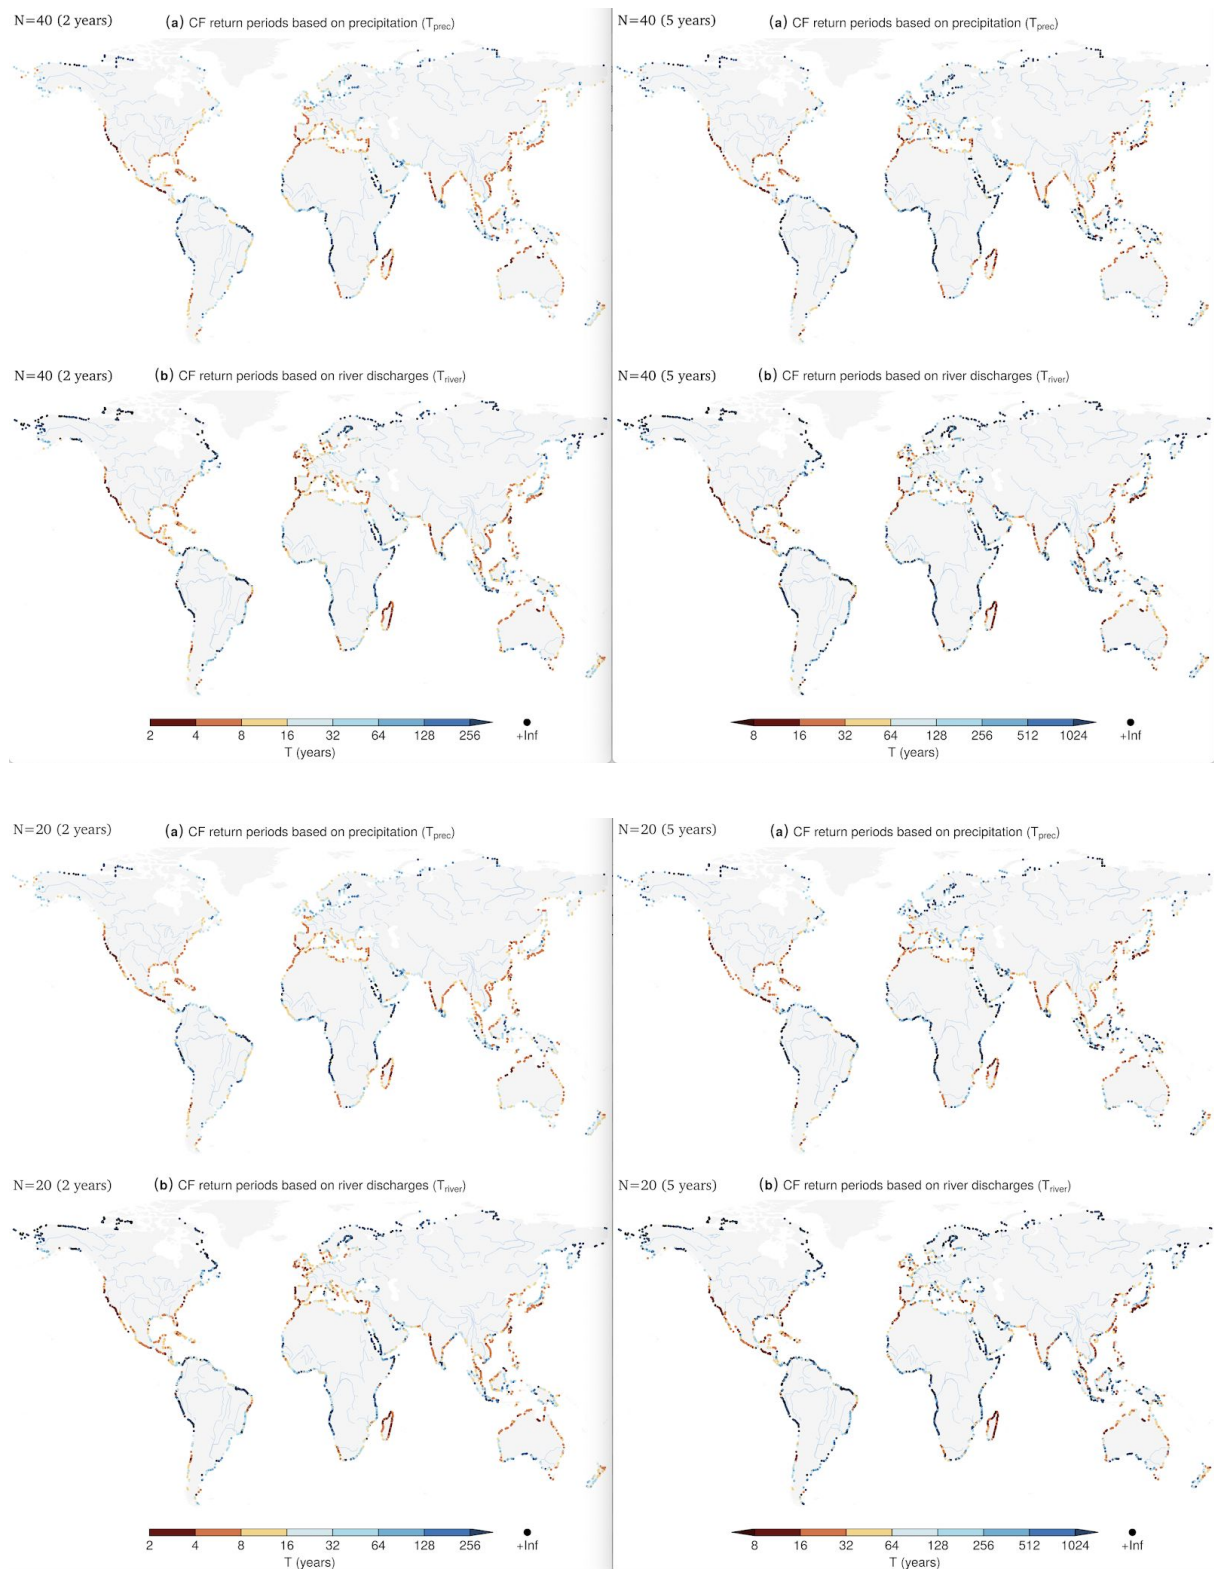 N=40 (2 years) (a) CF return periods based on precipitation (Tprec)
N=40 (5 years) (a) CF return periods based on precipitation (Tprec)
N=40 (2 years) (b) CF return periods based on river discharges (Triver)
N=40 (5 years) (b) CF return periods based on river discharges (Triver)
2 4 8 16 32 64 128 256 +Inf
T (years)
8 16 32 64 128 256 512 1024 +Inf
T (years)
N=20 (2 years) (a) CF return periods based on precipitation (Tprec)
N=20 (5 years) (a) CF return periods based on precipitation (Tprec)
N=20 (2 years) (b) CF return periods based on river discharges (Triver)
N=20 (5 years) (b) CF return periods based on river discharges (Triver)
2 4 8 16 32 64 128 256 +Inf
T (years)
8 16 32 64 128 256 512 1024 +Inf
T (years)